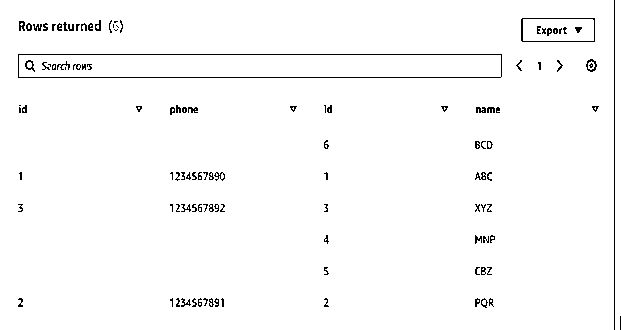 Rows returned (6)
Export
Search rows
1
id phone id name
6 BCD
1 1234567890 1 ABC
3 1234567892 3 XYZ
4 MNP
5 CBZ
2 1234567891 2 PQR